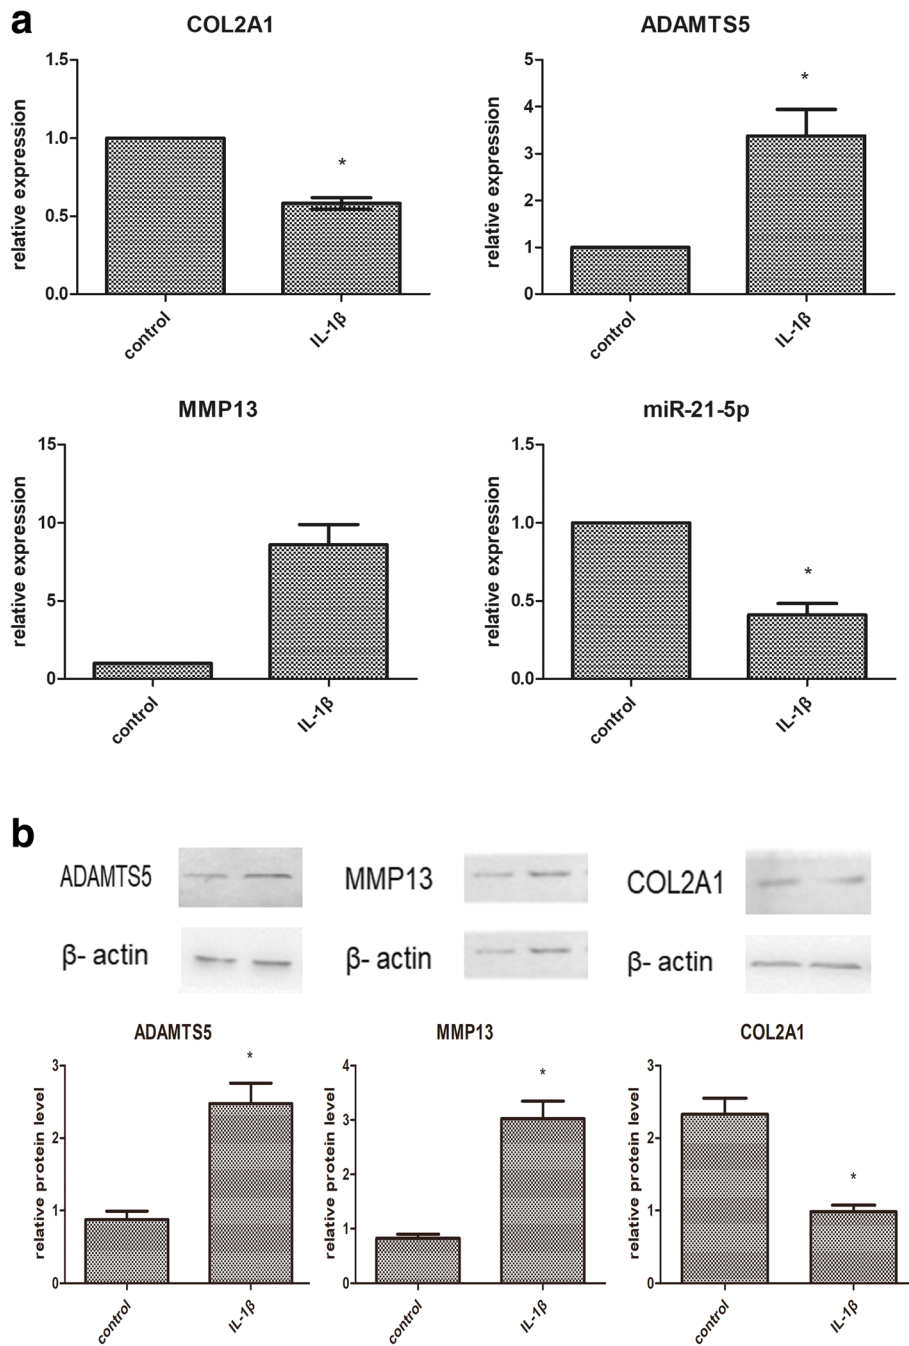 a
COL2A1
relative expression
1.5
1.0
0.5
0.0
control
IL-1β
*
ADAMTS5
relative expression
5
4
3
2
1
0
control
IL-1β
*
MMP13
relative expression
15
10
5
0
control
IL-1β
miR-21-5p
relative expression
1.5
1.0
0.5
0.0
control
IL-1β
*
b
ADAMTS5
β- actin
MMP13
β- actin
COL2A1
β- actin
ADAMTS5
relative protein level
3
2
1
0
control
IL-1β
*
MMP13
relative protein level
4
3
2
1
0
control
IL-1β
*
COL2A1
relative protein level
3
2
1
0
control
IL-1β
*